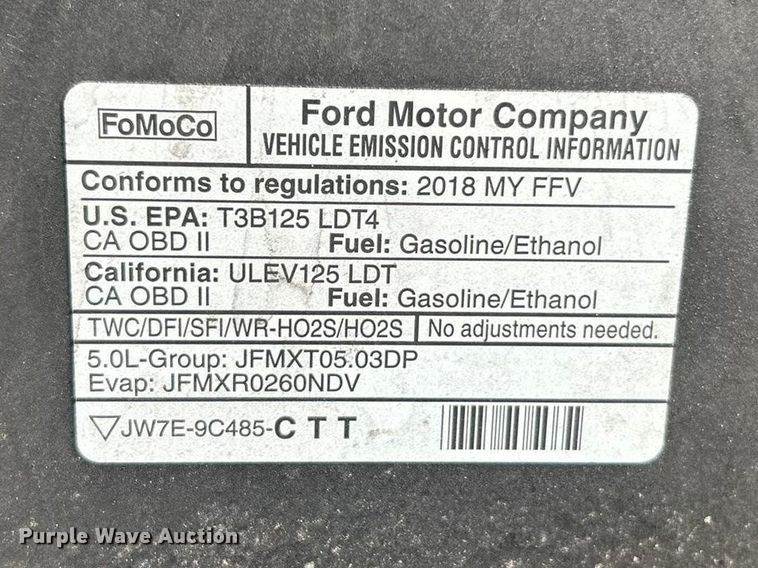 FoMoCo
Ford Motor Company
VEHICLE EMISSION CONTROL INFORMATION
Conforms to regulations: 2018 MY FFV
U.S. EPA: T3B125 LDT4
CA OBD II Fuel: Gasoline/Ethanol
California: ULEV125 LDT
CA OBD II Fuel: Gasoline/Ethanol
TWC/DFI/SFI/WR-HO2S/HO2S No adjustments needed.
5.0L-Group: JFMXT05.03DP
Evap: JFMXR0260NDV
JW7E-9C485-C T T
Purple Wave Auction